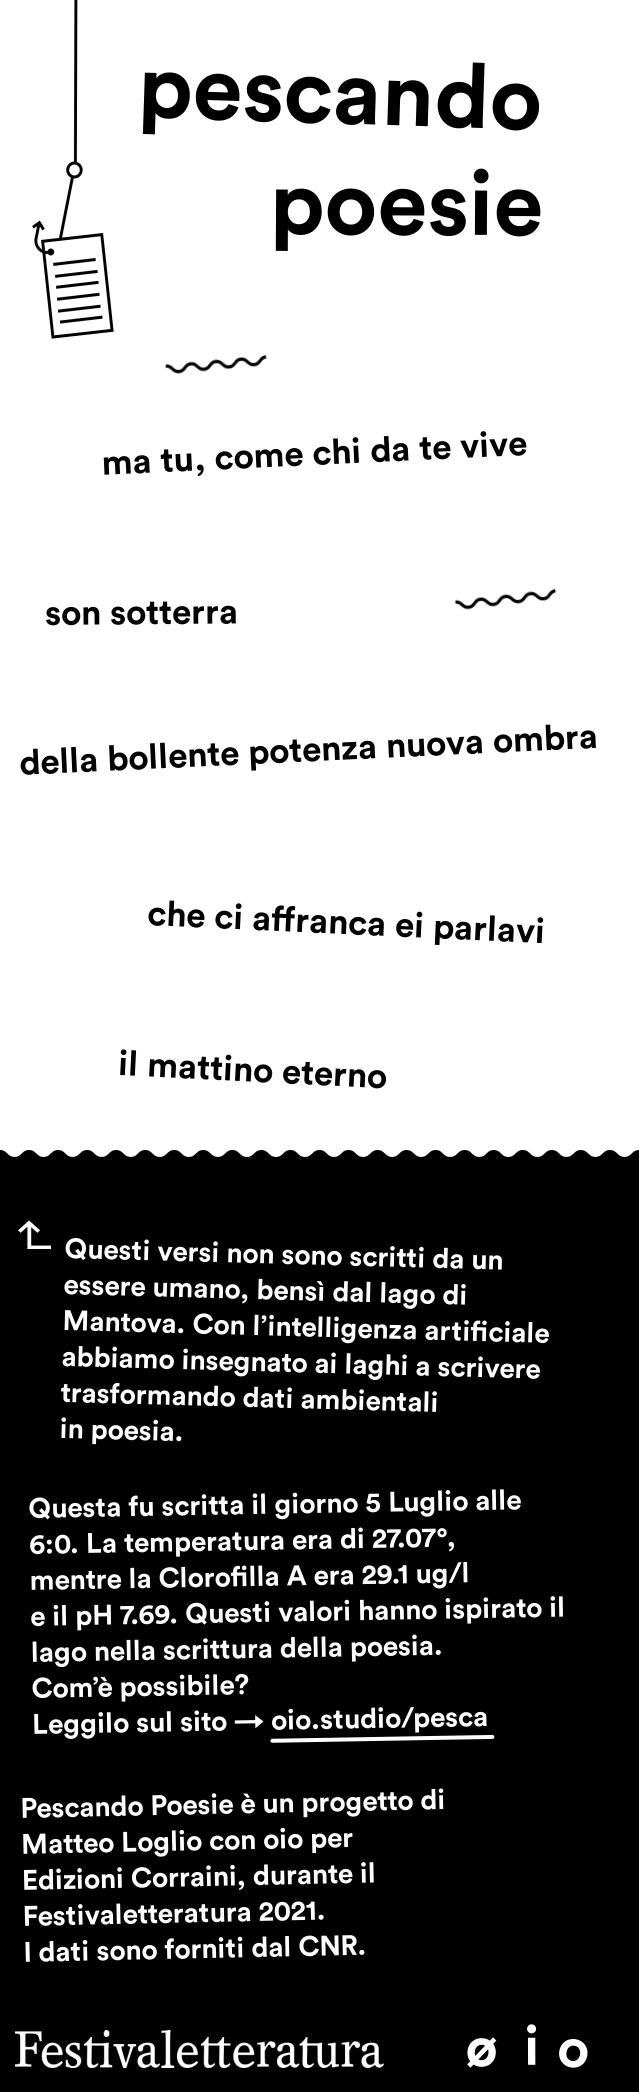 pescando
poesie
ma tu, come chi da te vive
son sotterra
della bollente potenza nuova ombra
che ci affranca ei parlavi
il mattino eterno
Questi versi non sono scritti da un
essere umano, bensì dal lago di
Mantova. Con l’intelligenza artificiale
abbiamo insegnato ai laghi a scrivere
trasformando dati ambientali
in poesia.
Questa fu scritta il giorno 5 Luglio alle
6:0. La temperatura era di 27.07°,
mentre la Clorofilla A era 29.1 ug/l
e il pH 7.69. Questi valori hanno ispirato il
lago nella scrittura della poesia.
Com’è possibile?
Leggilo sul sito → oio.studio/pesca
Pescando Poesie è un progetto di
Matteo Loglio con oio per
Edizioni Corraini, durante il
Festivaletteratura 2021.
I dati sono forniti dal CNR.
Festivaletteratura ø i o